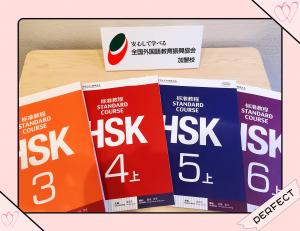 安心して学べる
全国外国語教育振興協会
加盟校
标准教程
STANDARD
COURSE
HSK
3
标准教程
STANDARD
COURSE
HSK
4上
标准教程
STANDARD
COURSE
HSK
5上
标准教程
STANDARD
COURSE
HSK
6上
PERFECT